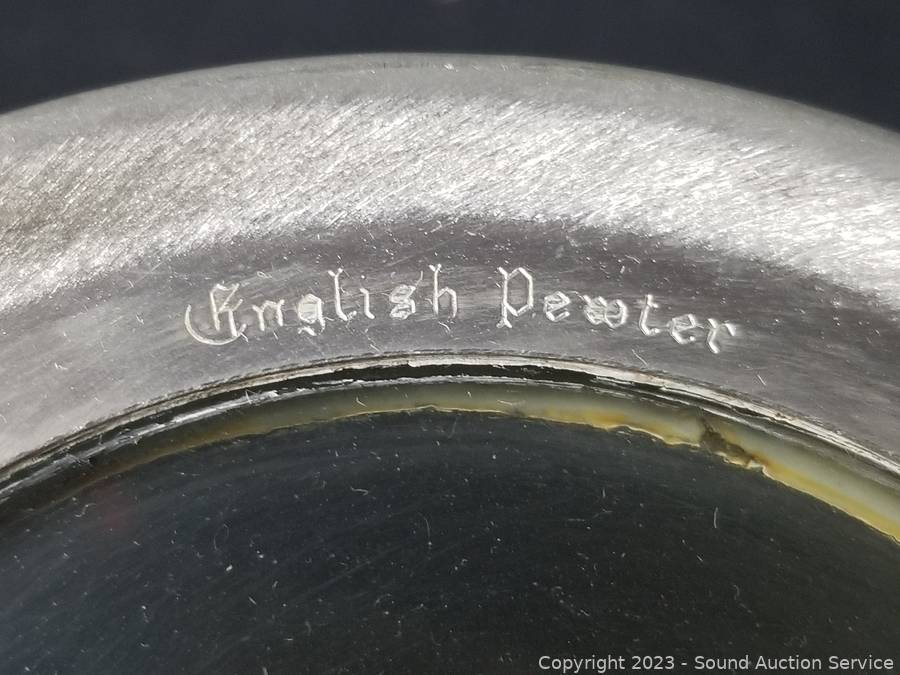 English Pewter
Copyright 2023 - Sound Auction Service